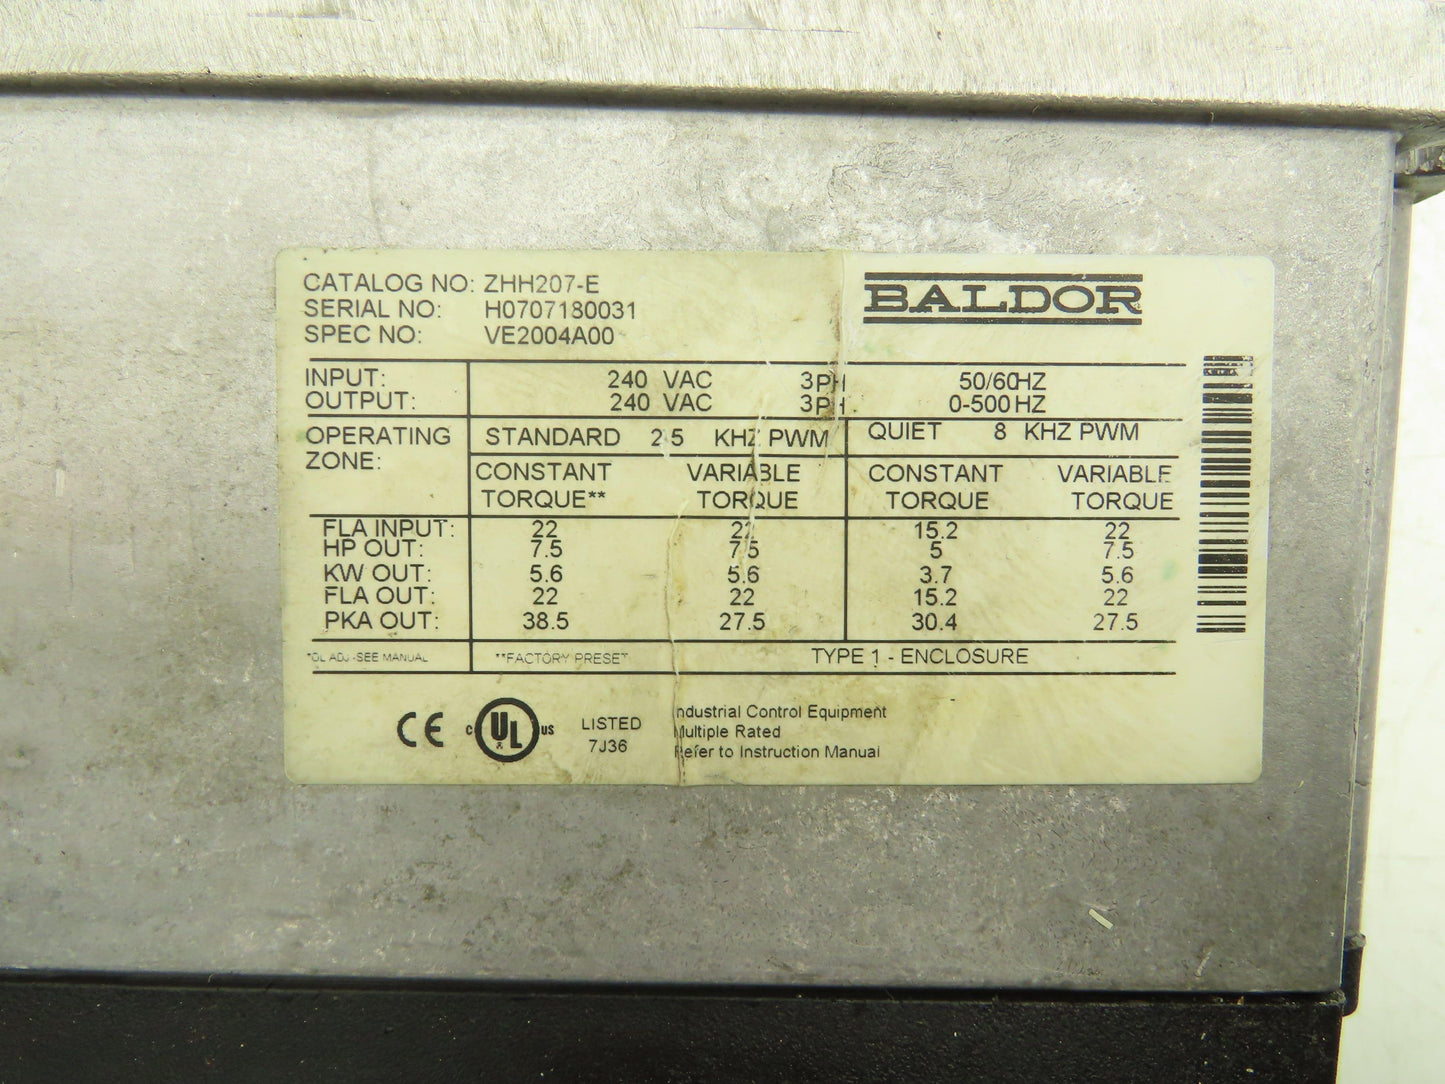 CATALOG NO: ZHH207-E
SERIAL NO: H0707180031
SPEC NO: VE2004A00
BALDOR
INPUT: 240 VAC 3PH 50/60HZ
OUTPUT: 240 VAC 3PH 0-500HZ
OPERATING ZONE: STANDARD 2.5 KHZ PWM QUIET 8 KHZ PWM
CONSTANT VARIABLE CONSTANT VARIABLE
TORQUE** TORQUE TORQUE TORQUE
FLA INPUT: 22 22 15.2 22
HP OUT: 7.5 7.5 5 7.5
KW OUT: 5.6 5.6 3.7 5.6
FLA OUT: 22 22 15.2 22
PKA OUT: 38.5 27.5 30.4 27.5
*OL ADJ-SEE MANUAL **FACTORY PRESET TYPE 1 - ENCLOSURE
CE C UL US LISTED
7J36
Industrial Control Equipment
Multiple Rated
Refer to Instruction Manual